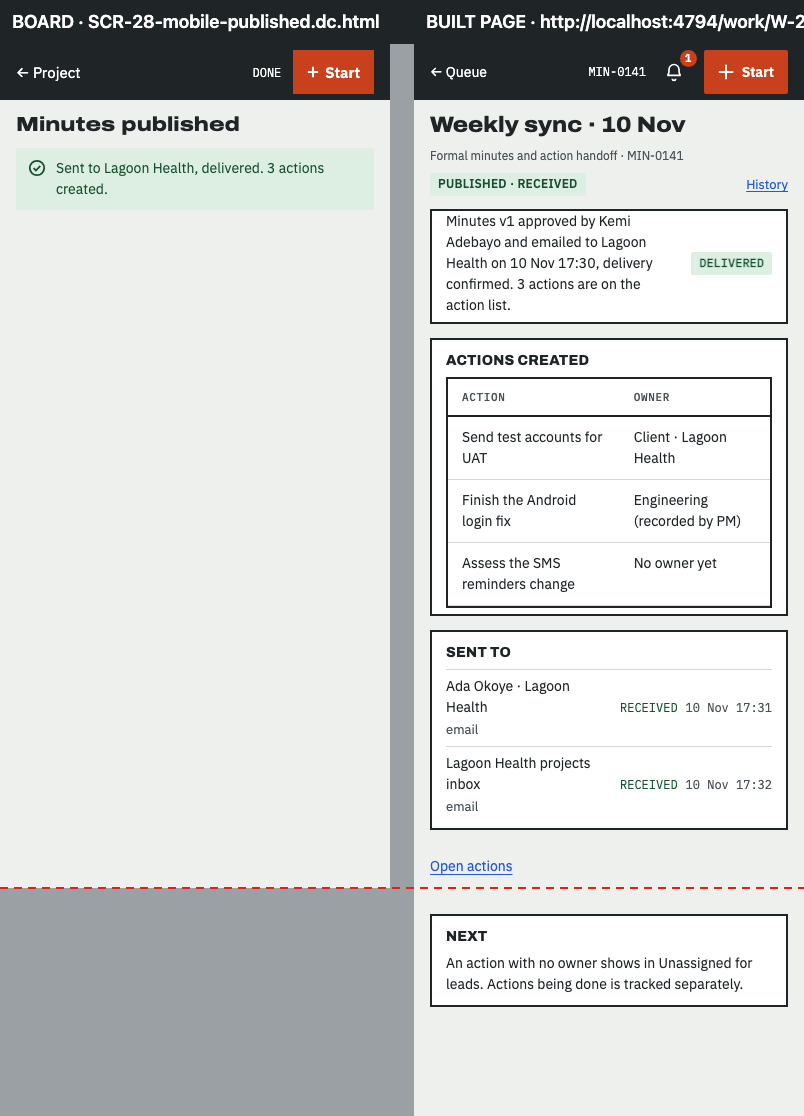 BOARD · SCR-28-mobile-published.dc.html
← Project
DONE
+ Start
Minutes published
Sent to Lagoon Health, delivered. 3 actions
created.
BUILT PAGE · http://localhost:4794/work/W-2
← Queue
MIN-0141
1
+ Start
Weekly sync · 10 Nov
Formal minutes and action handoff · MIN-0141
PUBLISHED · RECEIVED
History
Minutes v1 approved by Kemi
Adebayo and emailed to Lagoon
Health on 10 Nov 17:30, delivery
confirmed. 3 actions are on the
action list.
DELIVERED
ACTIONS CREATED
ACTION
OWNER
Send test accounts for
UAT
Client · Lagoon
Health
Finish the Android
login fix
Engineering
(recorded by PM)
Assess the SMS
reminders change
No owner yet
SENT TO
Ada Okoye · Lagoon
Health
email
RECEIVED 10 Nov 17:31
Lagoon Health projects
inbox
email
RECEIVED 10 Nov 17:32
Open actions
NEXT
An action with no owner shows in Unassigned for
leads. Actions being done is tracked separately.